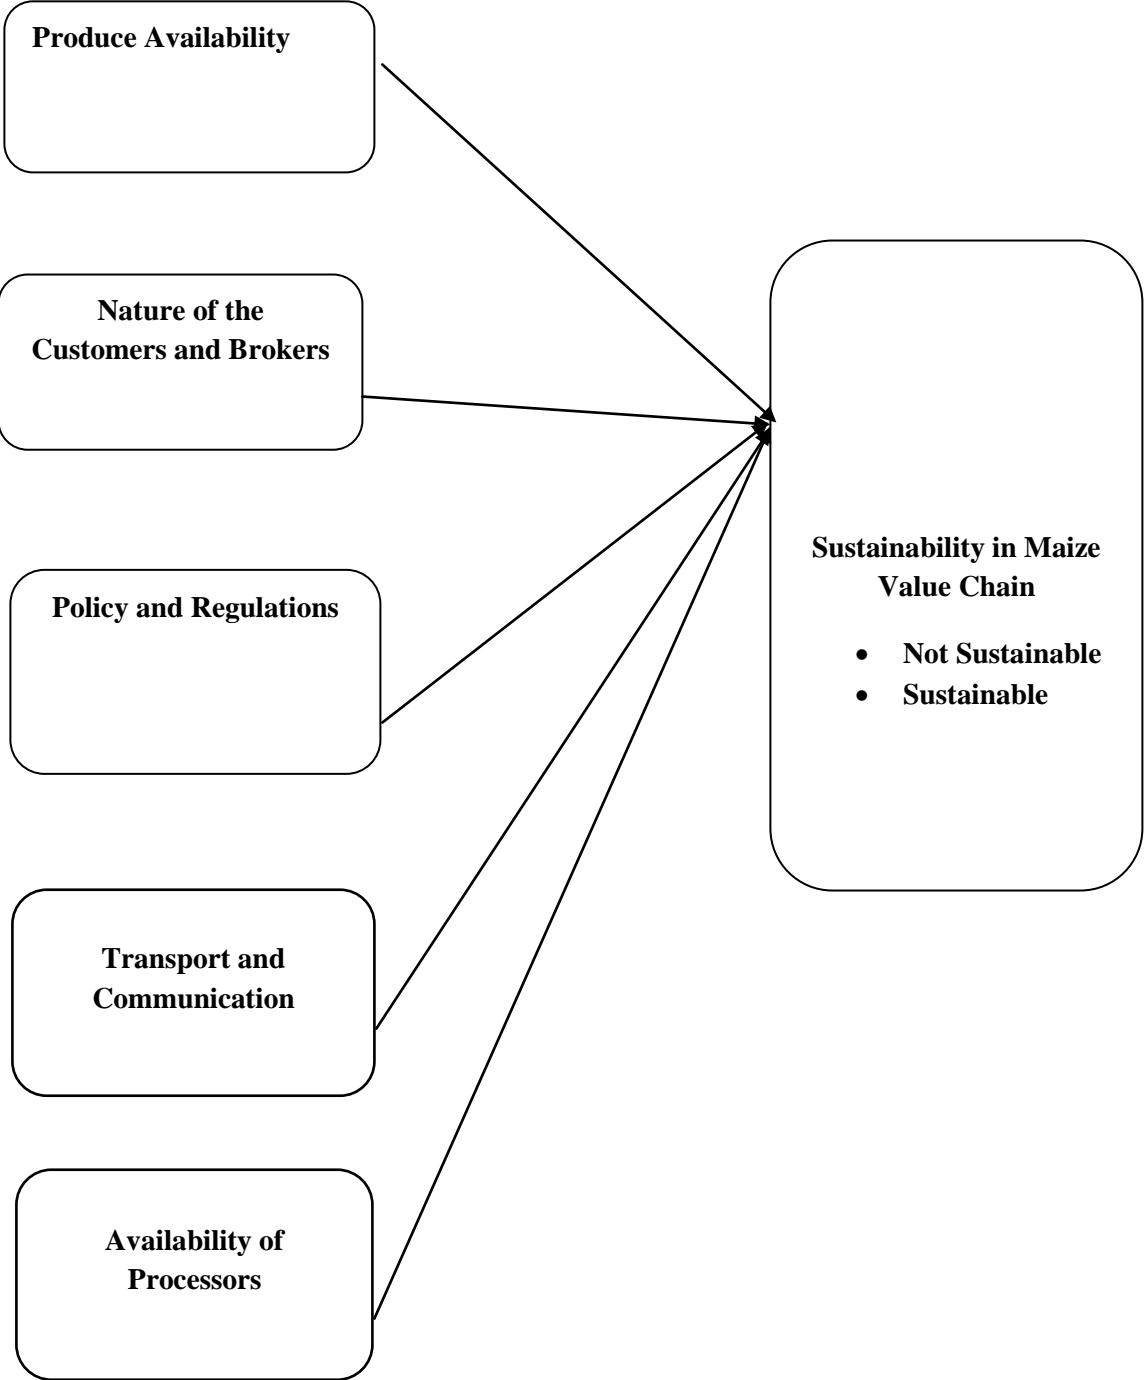 Produce Availability
Nature of the
Customers and Brokers
Policy and Regulations
Transport and
Communication
Availability of
Processors
Sustainability in Maize
Value Chain
• Not Sustainable
• Sustainable